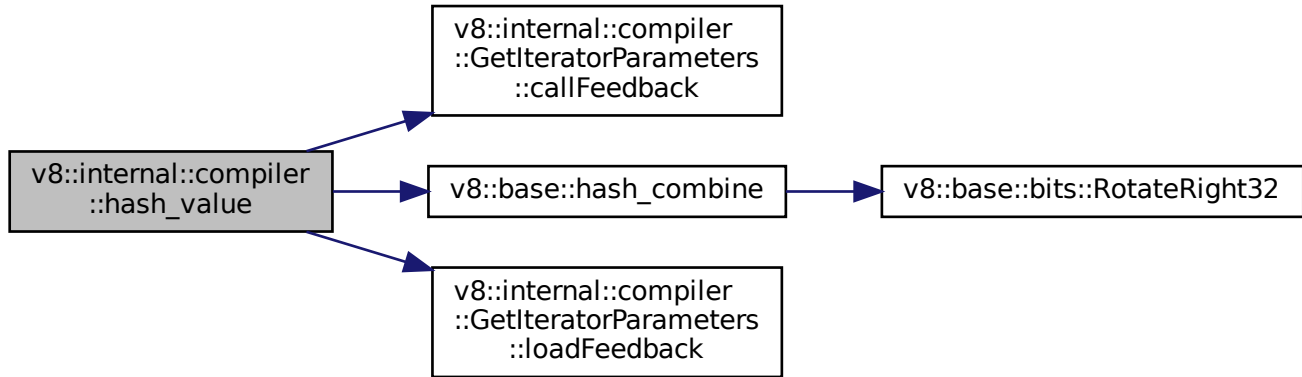 v8::internal::compiler
::hash_value
v8::internal::compiler
::GetIteratorParameters
::callFeedback
v8::base::hash_combine
v8::base::bits::RotateRight32
v8::internal::compiler
::GetIteratorParameters
::loadFeedback